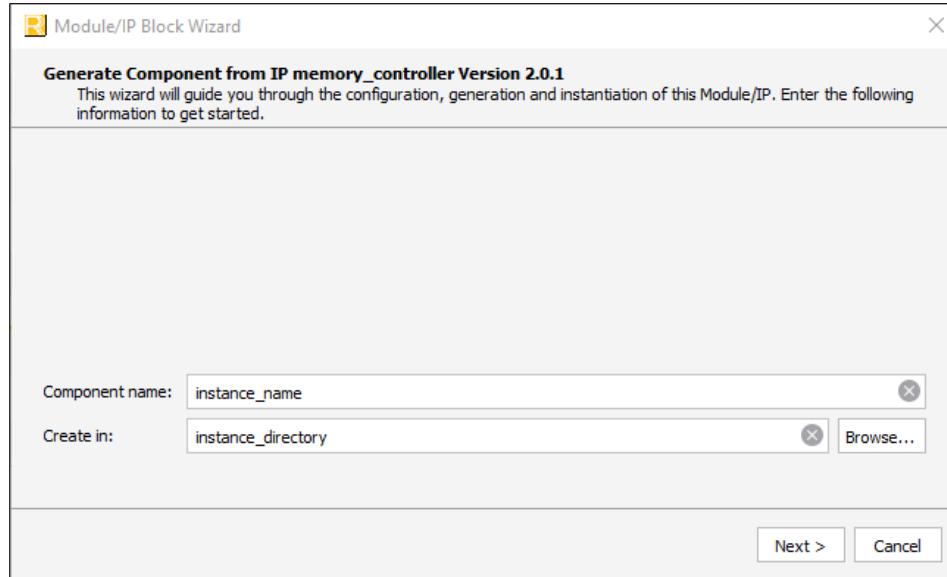 Module/IP Block Wizard
Generate Component from IP memory_controller Version 2.0.1
This wizard will guide you through the configuration, generation and instantiation of this Module/IP. Enter the following
information to get started.
Component name: instance_name
Create in: instance_directory Browse...
Next > Cancel